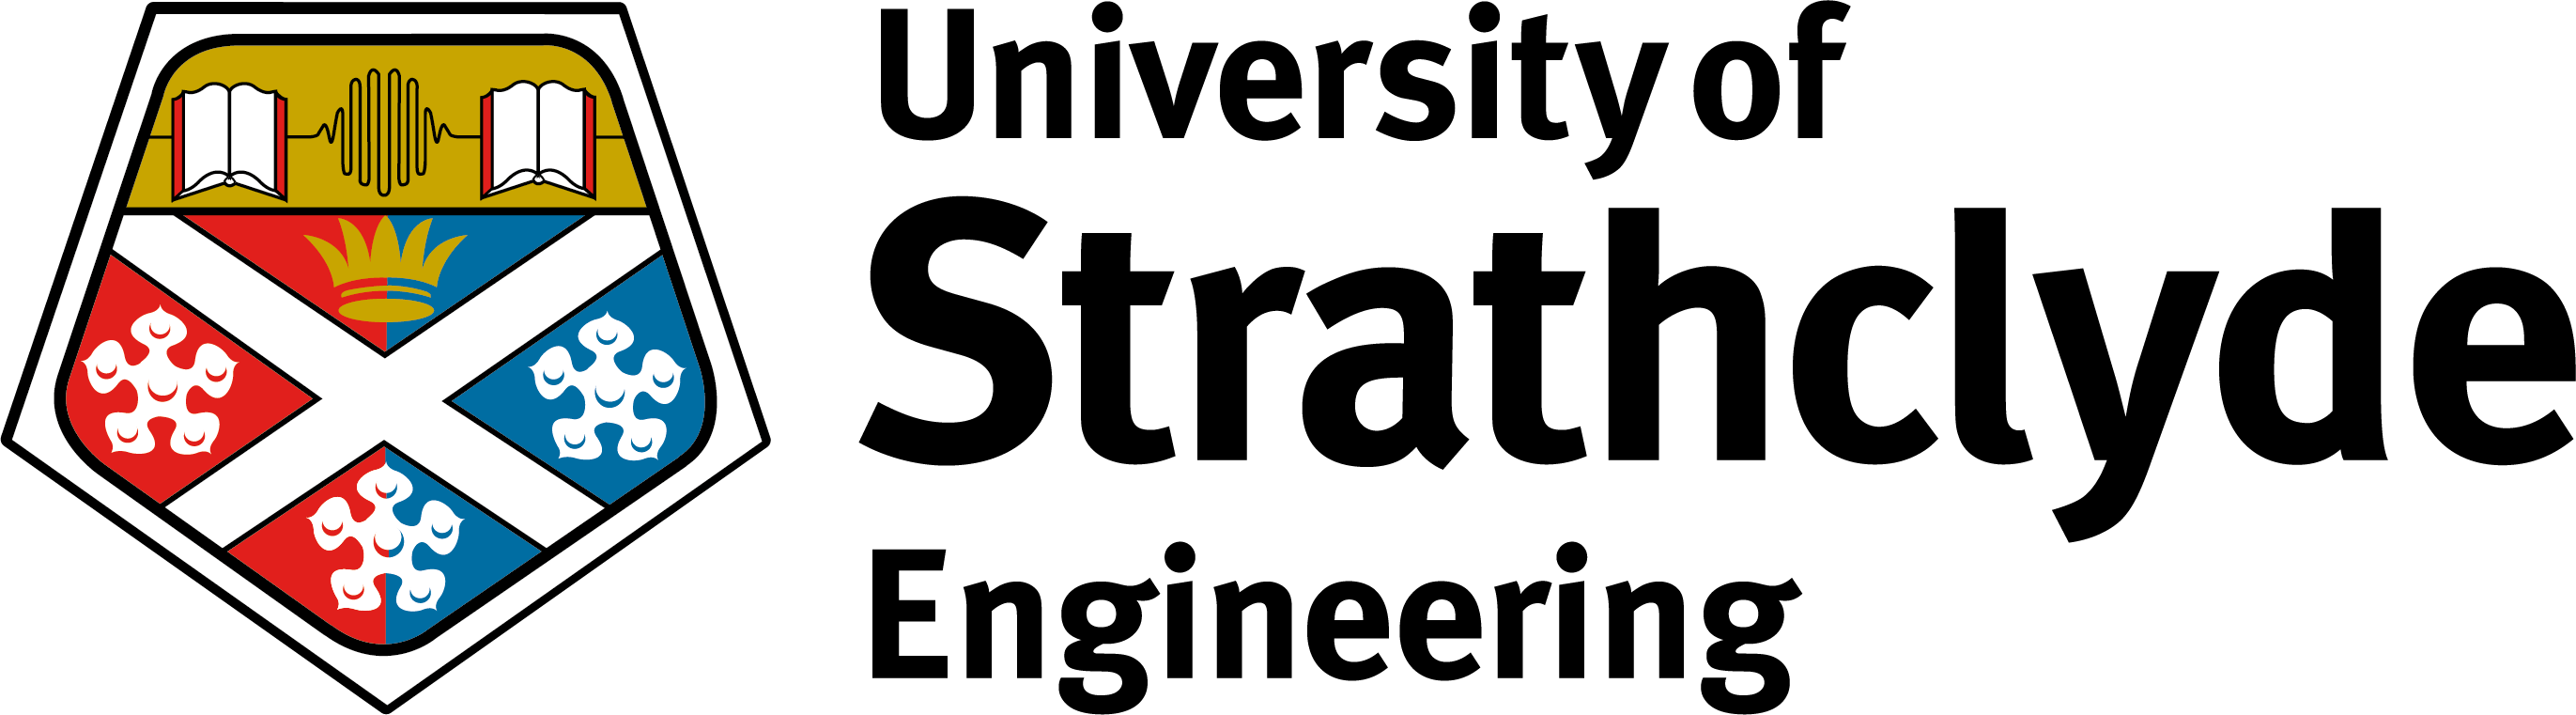 University of
Strathclyde
Engineering